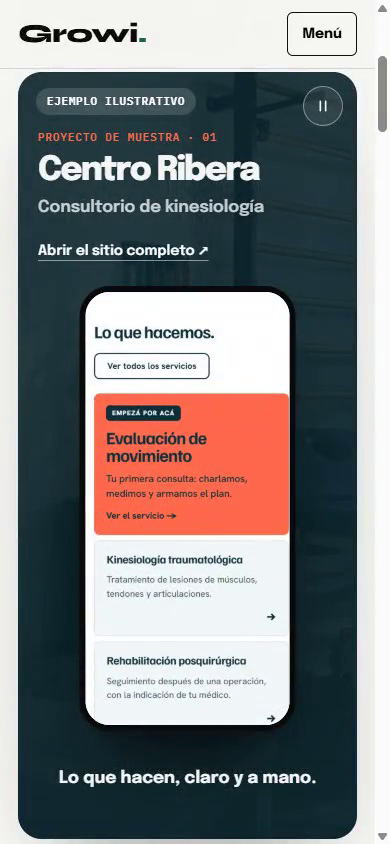 Growi.
Menú
EJEMPLO ILUSTRATIVO
PROYECTO DE MUESTRA · 01
Centro Ribera
Consultorio de kinesiología
Abrir el sitio completo ↗
Lo que hacemos.
Ver todos los servicios
EMPEZÁ POR ACÁ
Evaluación de
movimiento
Tu primera consulta: charlamos,
medimos y armamos el plan.
Ver el servicio →
Kinesiología traumatológica
Tratamiento de lesiones de músculos,
tendones y articulaciones.
→
Rehabilitación posquirúrgica
Seguimiento después de una operación,
con la indicación de tu médico.
→
Lo que hacen, claro y a mano.